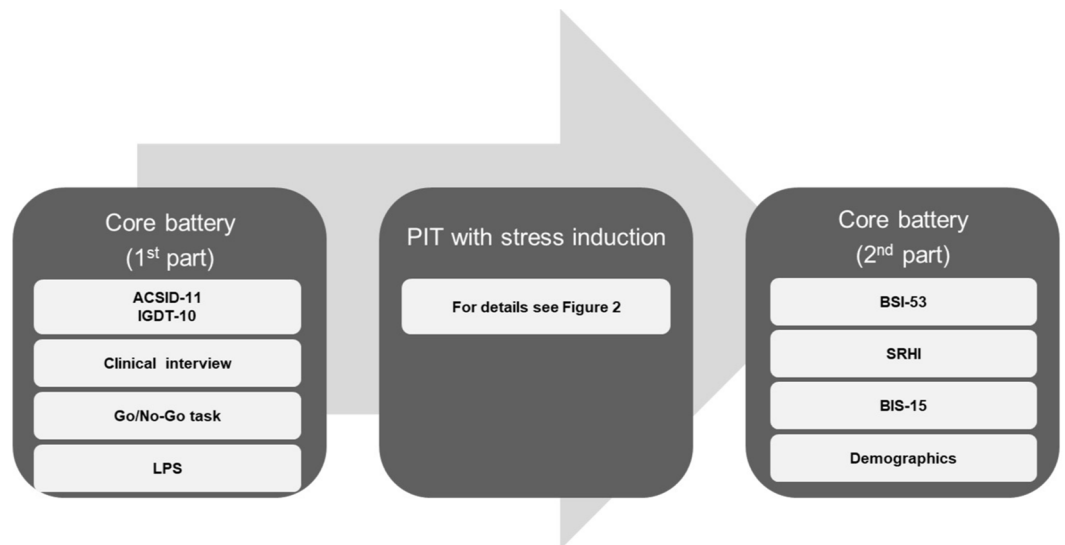 Core battery
(1st part)
ACSID-11
IGDT-10
Clinical interview
Go/No-Go task
LPS
PIT with stress induction
For details see Figure 2
Core battery
(2nd part)
BSI-53
SRHI
BIS-15
Demographics